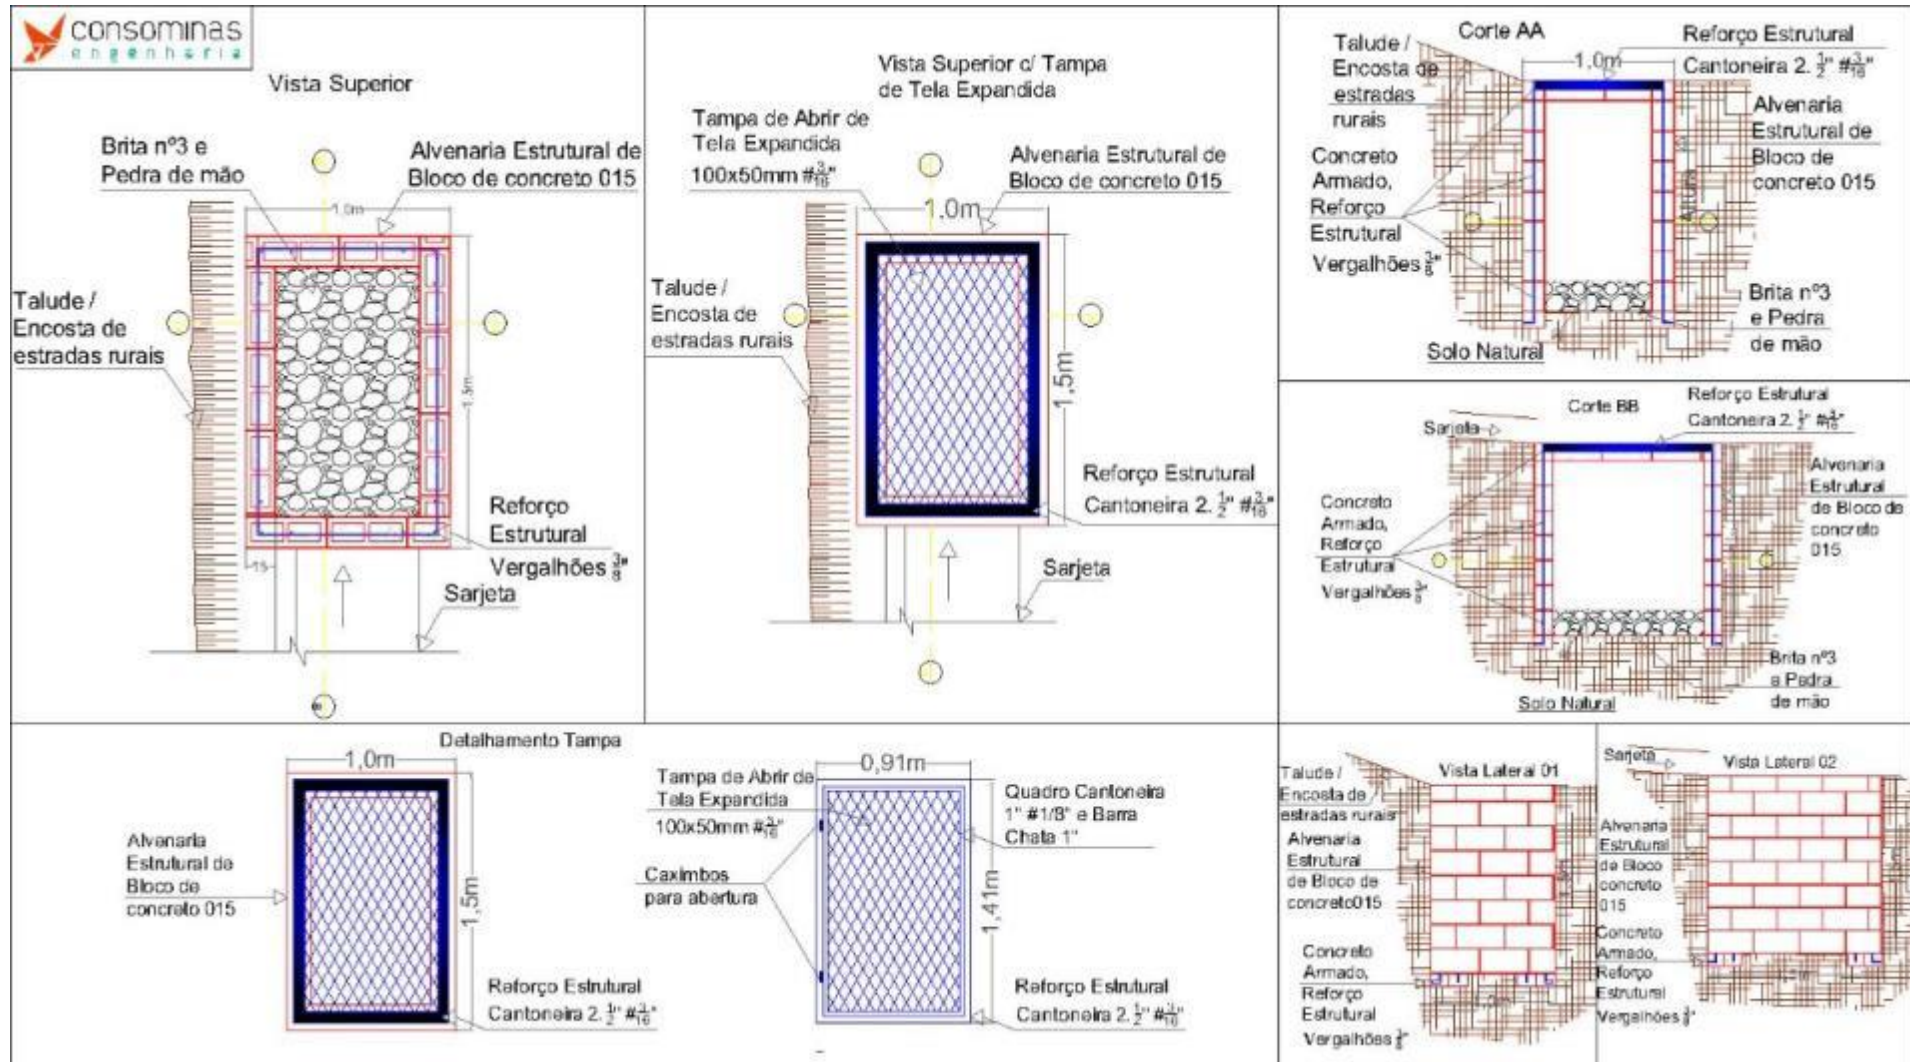 consominas
engenharia
Vista Superior
Brita nº3 e
Pedra de mão
Alvenaria Estrutural de
Bloco de concreto 015
1.0m
Talude /
Encosta de
estradas rurais
1,5m
Reforço
Estrutural
Vergalhões 3/8"
15
Sarjeta
Vista Superior c/ Tampa
de Tela Expandida
Tampa de Abrir de
Tela Expandida
100x50mm #3/16"
Alvenaria Estrutural de
Bloco de concreto 015
1.0m
Talude /
Encosta de
estradas rurais
1,5m
Reforço Estrutural
Cantoneira 2. 1/2" #3/16"
Sarjeta
Corte AA
Talude /
Encosta de
estradas
rurais
1,0m
Reforço Estrutural
Cantoneira 2. 1/2" #3/16"
Concreto
Armado,
Reforço
Estrutural
Vergalhões 3/8"
Alvenaria
Estrutural de
Bloco de
concreto 015
Altura
Brita nº3
e Pedra
de mão
Solo Natural
Corte BB
Reforço Estrutural
Cantoneira 2. 1/2" #3/16"
Sarjeta
Concreto
Armado,
Reforço
Estrutural
Vergalhões 3/8"
Alvenaria
Estrutural
de Bloco de
concreto
015
Brita nº3
e Pedra
de mão
Solo Natural
Detalhamento Tampa
1,0m
Alvenaria
Estrutural de
Bloco de
concreto 015
1,5m
Reforço Estrutural
Cantoneira 2. 1/2" #3/16"
Tampa de Abrir de
Tela Expandida
100x50mm #3/16"
0,91m
Quadro Cantoneira
1" #1/8" e Barra
Chata 1"
Caximbos
para abertura
1,41m
Reforço Estrutural
Cantoneira 2. 1/2" #3/16"
Vista Lateral 01
Talude /
Encosta de
estradas rurais
Alvenaria
Estrutural
de Bloco de
concreto015
Concreto
Armado,
Reforço
Estrutural
Vergalhões 3/8"
1,0m
Sarjeta
Vista Lateral 02
Alvenaria
Estrutural
de Bloco
concreto
015
Concreto
Armado,
Reforço
Estrutural
Vergalhões 3/8"